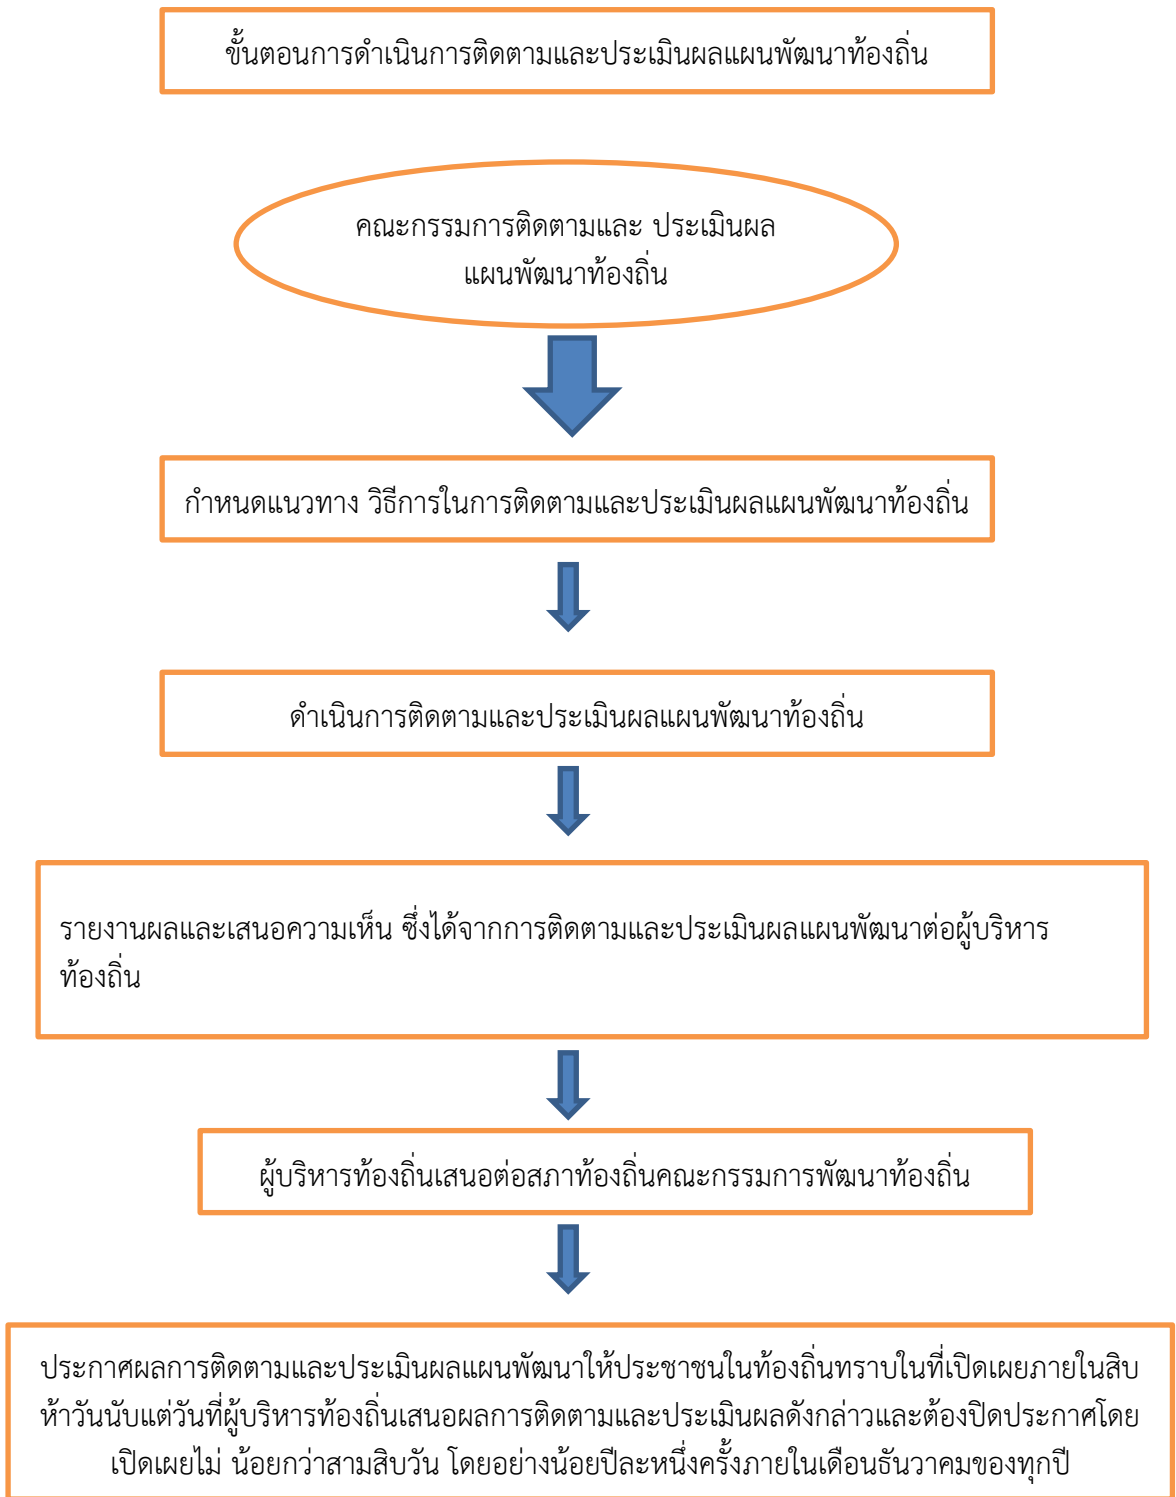 ขั้นตอนการดำเนินการติดตามและประเมินผลแผนพัฒนาท้องถิ่น
คณะกรรมการติดตามและ ประเมินผล
แผนพัฒนาท้องถิ่น
กำหนดแนวทาง วิธีการในการติดตามและประเมินผลแผนพัฒนาท้องถิ่น
ดำเนินการติดตามและประเมินผลแผนพัฒนาท้องถิ่น
รายงานผลและเสนอความเห็น ซึ่งได้จากการติดตามและประเมินผลแผนพัฒนาต่อผู้บริหาร
ท้องถิ่น
ผู้บริหารท้องถิ่นเสนอต่อสภาท้องถิ่นคณะกรรมการพัฒนาท้องถิ่น
ประกาศผลการติดตามและประเมินผลแผนพัฒนาให้ประชาชนในท้องถิ่นทราบในที่เปิดเผยภายในสิบ
ห้าวันนับแต่วันที่ผู้บริหารท้องถิ่นเสนอผลการติดตามและประเมินผลดังกล่าวและต้องปิดประกาศโดย
เปิดเผยไม่ น้อยกว่าสามสิบวัน โดยอย่างน้อยปีละหนึ่งครั้งภายในเดือนธันวาคมของทุกปี